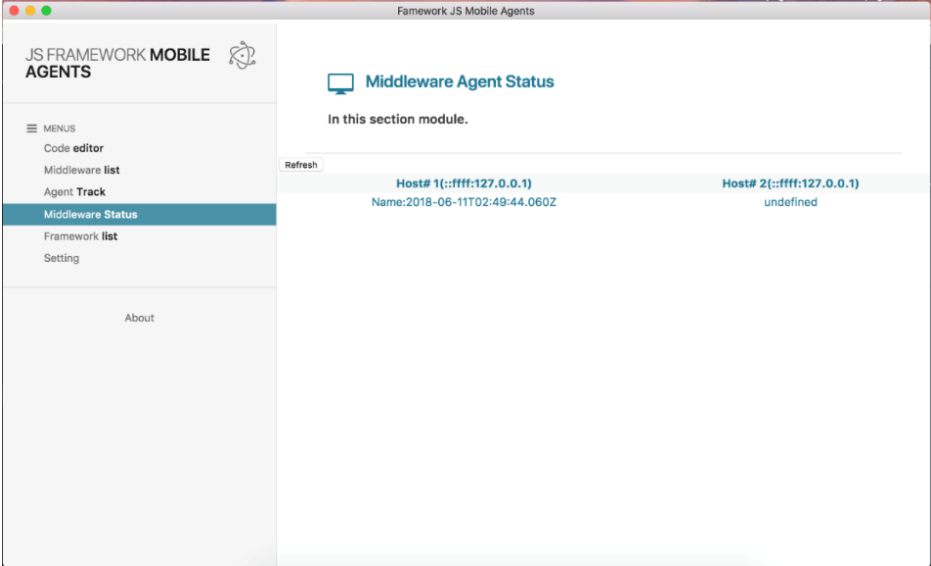 Famework JS Mobile Agents
JS FRAMEWORK MOBILE
AGENTS
MENUS
Code editor
Middleware list
Agent Track
Middleware Status
Framework list
Setting
About
Middleware Agent Status
In this section module.
Refresh
Host# 1(::ffff:127.0.0.1) Host# 2(::ffff:127.0.0.1)
Name:2018-06-11T02:49:44.060Z undefined